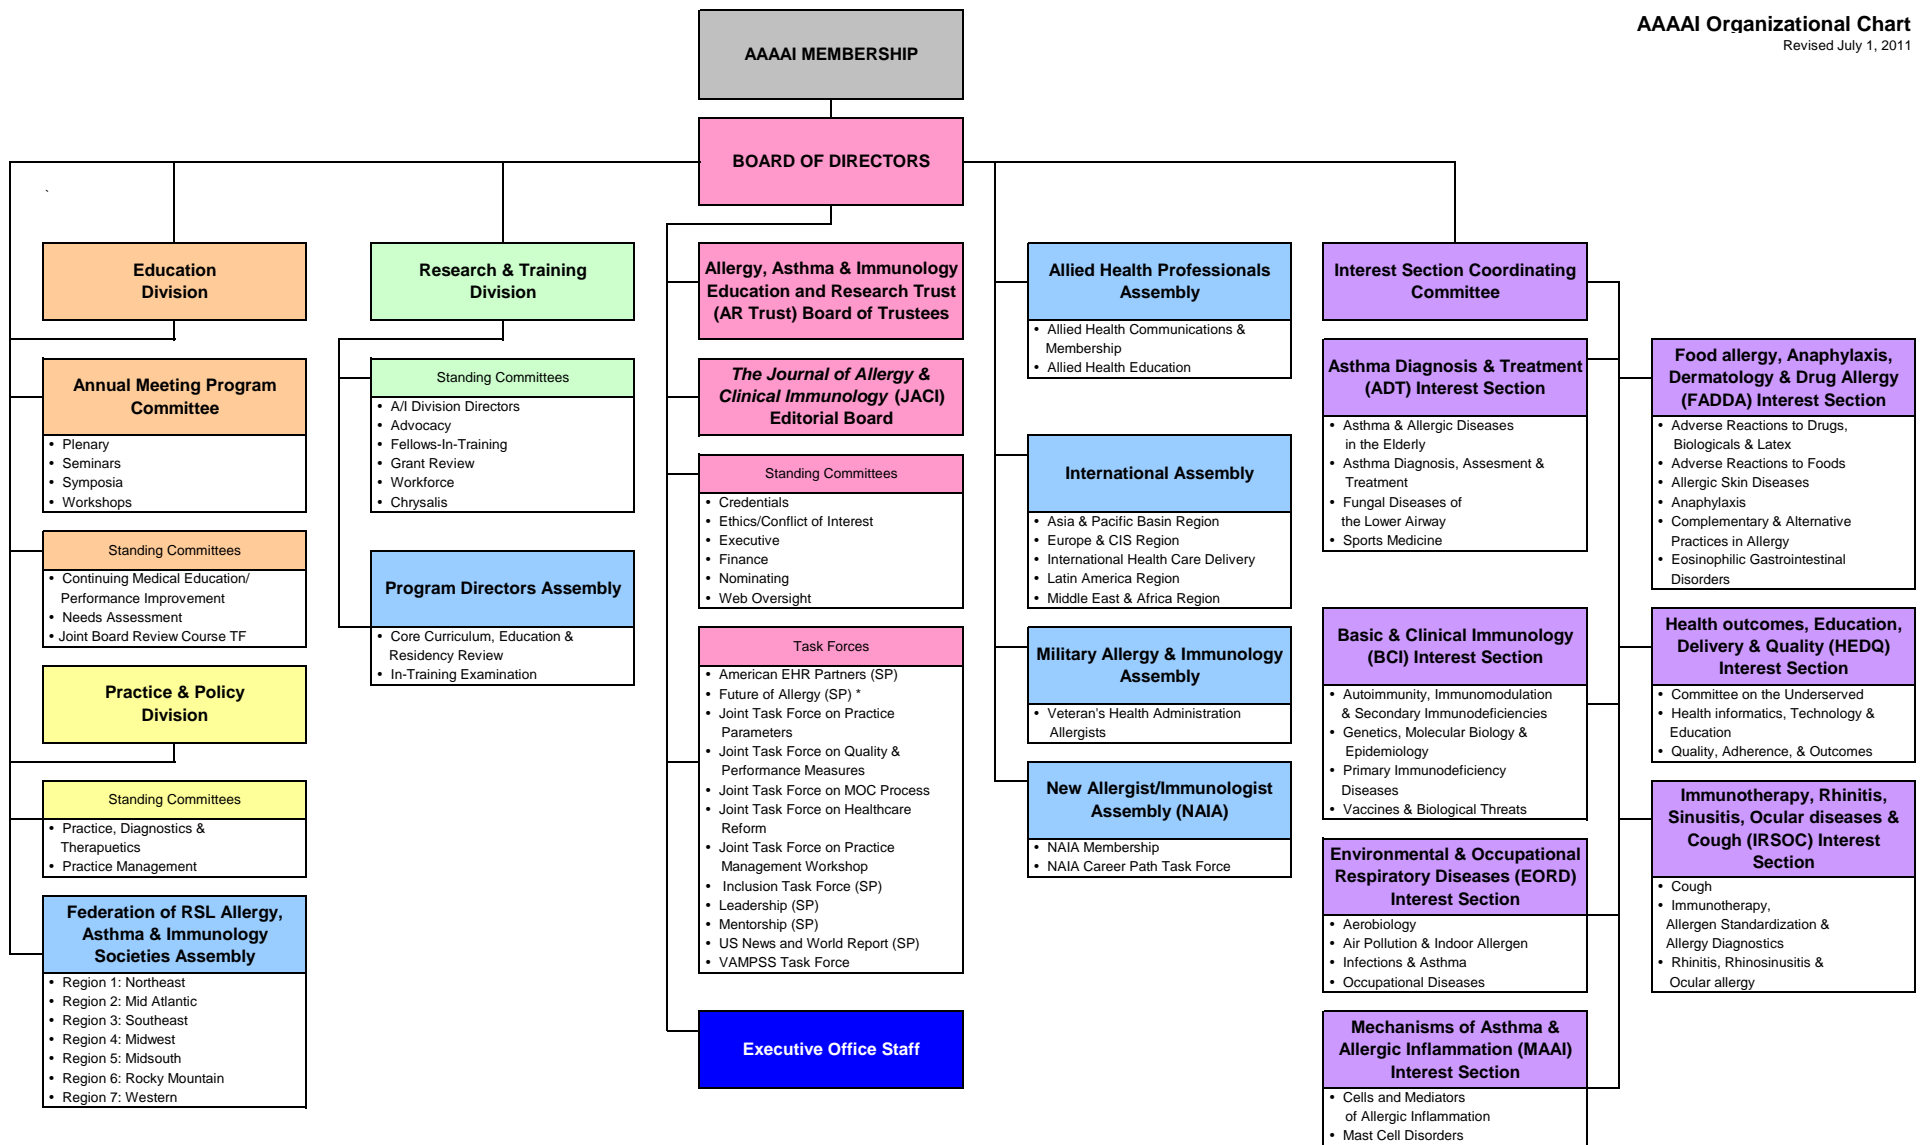 AAAAI Organizational Chart
Revised July 1, 2011
AAAAI MEMBERSHIP
BOARD OF DIRECTORS
`
Education
Division
Annual Meeting Program
Committee
• Plenary
• Seminars
• Symposia
• Workshops
Standing Committees
• Continuing Medical Education/
Performance Improvement
• Needs Assessment
• Joint Board Review Course TF
Practice & Policy
Division
Standing Committees
• Practice, Diagnostics &
Therapuetics
• Practice Management
Federation of RSL Allergy,
Asthma & Immunology
Societies Assembly
• Region 1: Northeast
• Region 2: Mid Atlantic
• Region 3: Southeast
• Region 4: Midwest
• Region 5: Midsouth
• Region 6: Rocky Mountain
• Region 7: Western
Research & Training
Division
Standing Committees
• A/I Division Directors
• Advocacy
• Fellows-In-Training
• Grant Review
• Workforce
• Chrysalis
Program Directors Assembly
• Core Curriculum, Education &
Residency Review
• In-Training Examination
Allergy, Asthma & Immunology
Education and Research Trust
(AR Trust) Board of Trustees
The Journal of Allergy &
Clinical Immunology (JACI)
Editorial Board
Standing Committees
• Credentials
• Ethics/Conflict of Interest
• Executive
• Finance
• Nominating
• Web Oversight
Task Forces
• American EHR Partners (SP)
• Future of Allergy (SP) *
• Joint Task Force on Practice
Parameters
• Joint Task Force on Quality &
Performance Measures
• Joint Task Force on MOC Process
• Joint Task Force on Healthcare
Reform
• Joint Task Force on Practice
Management Workshop
• Inclusion Task Force (SP)
• Leadership (SP)
• Mentorship (SP)
• US News and World Report (SP)
• VAMPSS Task Force
Executive Office Staff
Allied Health Professionals
Assembly
• Allied Health Communications &
Membership
• Allied Health Education
International Assembly
• Asia & Pacific Basin Region
• Europe & CIS Region
• International Health Care Delivery
• Latin America Region
• Middle East & Africa Region
Military Allergy & Immunology
Assembly
• Veteran's Health Administration
Allergists
New Allergist/Immunologist
Assembly (NAIA)
• NAIA Membership
• NAIA Career Path Task Force
Interest Section Coordinating
Committee
Asthma Diagnosis & Treatment
(ADT) Interest Section
• Asthma & Allergic Diseases
in the Elderly
• Asthma Diagnosis, Assesment &
Treatment
• Fungal Diseases of
the Lower Airway
• Sports Medicine
Basic & Clinical Immunology
(BCI) Interest Section
• Autoimmunity, Immunomodulation
& Secondary Immunodeficiencies
• Genetics, Molecular Biology &
Epidemiology
• Primary Immunodeficiency
Diseases
• Vaccines & Biological Threats
Environmental & Occupational
Respiratory Diseases (EORD)
Interest Section
• Aerobiology
• Air Pollution & Indoor Allergen
• Infections & Asthma
• Occupational Diseases
Mechanisms of Asthma &
Allergic Inflammation (MAAI)
Interest Section
• Cells and Mediators
of Allergic Inflammation
• Mast Cell Disorders
Food allergy, Anaphylaxis,
Dermatology & Drug Allergy
(FADDA) Interest Section
• Adverse Reactions to Drugs,
Biologicals & Latex
• Adverse Reactions to Foods
• Allergic Skin Diseases
• Anaphylaxis
• Complementary & Alternative
Practices in Allergy
• Eosinophilic Gastrointestinal
Disorders
Health outcomes, Education,
Delivery & Quality (HEDQ)
Interest Section
• Committee on the Underserved
• Health informatics, Technology &
Education
• Quality, Adherence, & Outcomes
Immunotherapy, Rhinitis,
Sinusitis, Ocular diseases &
Cough (IRSOC) Interest
Section
• Cough
• Immunotherapy,
Allergen Standardization &
Allergy Diagnostics
• Rhinitis, Rhinosinusitis &
Ocular allergy